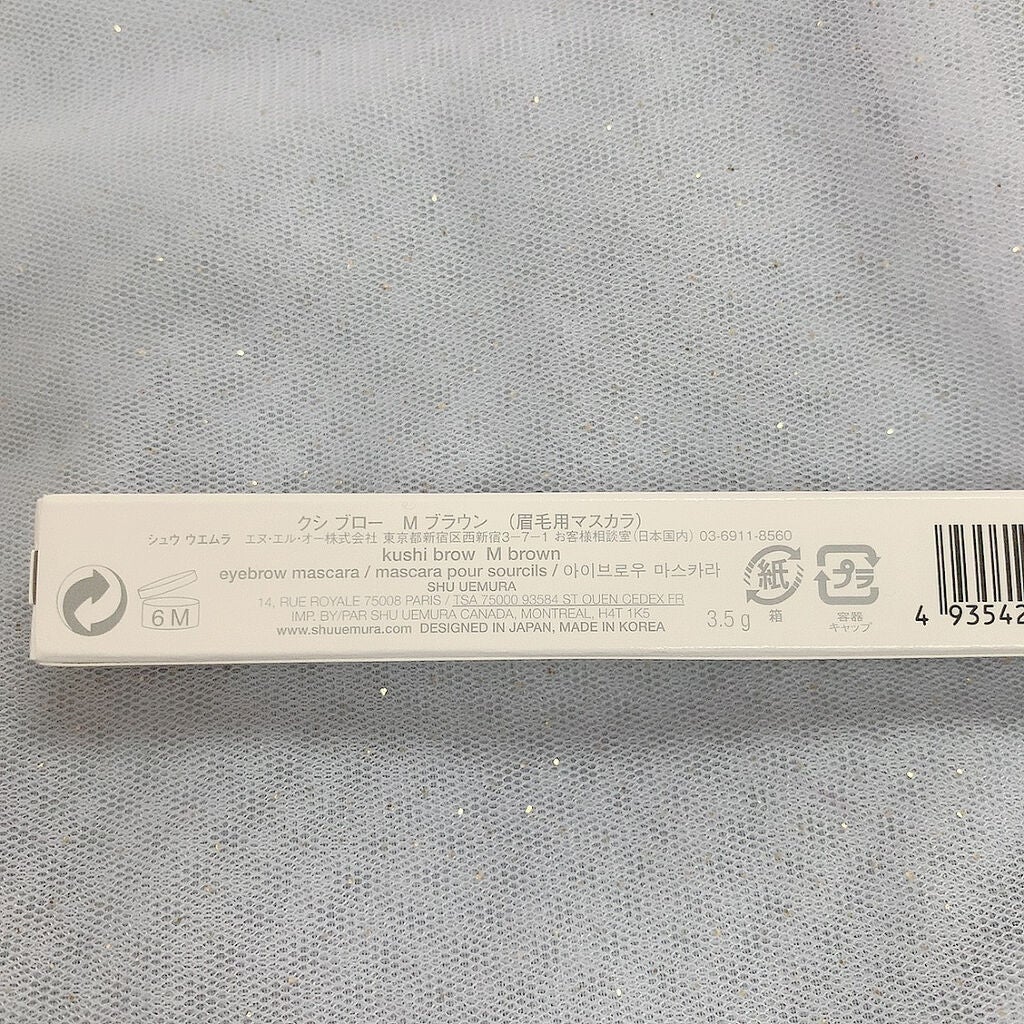 クシ ブロー M ブラウン (眉毛用マスカラ)
シュウ ウエムラ エヌ・エル・オー株式会社 東京都新宿区西新宿3-7-1 お客様相談室(日本国内) 03-6911-8560
kushi brow M brown
eyebrow mascara / mascara pour sourcils / 아이브로우 마스카라
SHU UEMURA
14, RUE ROYALE 75008 PARIS / TSA 75000 93584 ST OUEN CEDEX FR
IMP. BY/PAR SHU UEMURA CANADA, MONTREAL, H4T 1K5
www.shuuemura.com DESIGNED IN JAPAN, MADE IN KOREA
6 M
3.5 g
紙
箱
プラ
容器
キャップ
4 93542